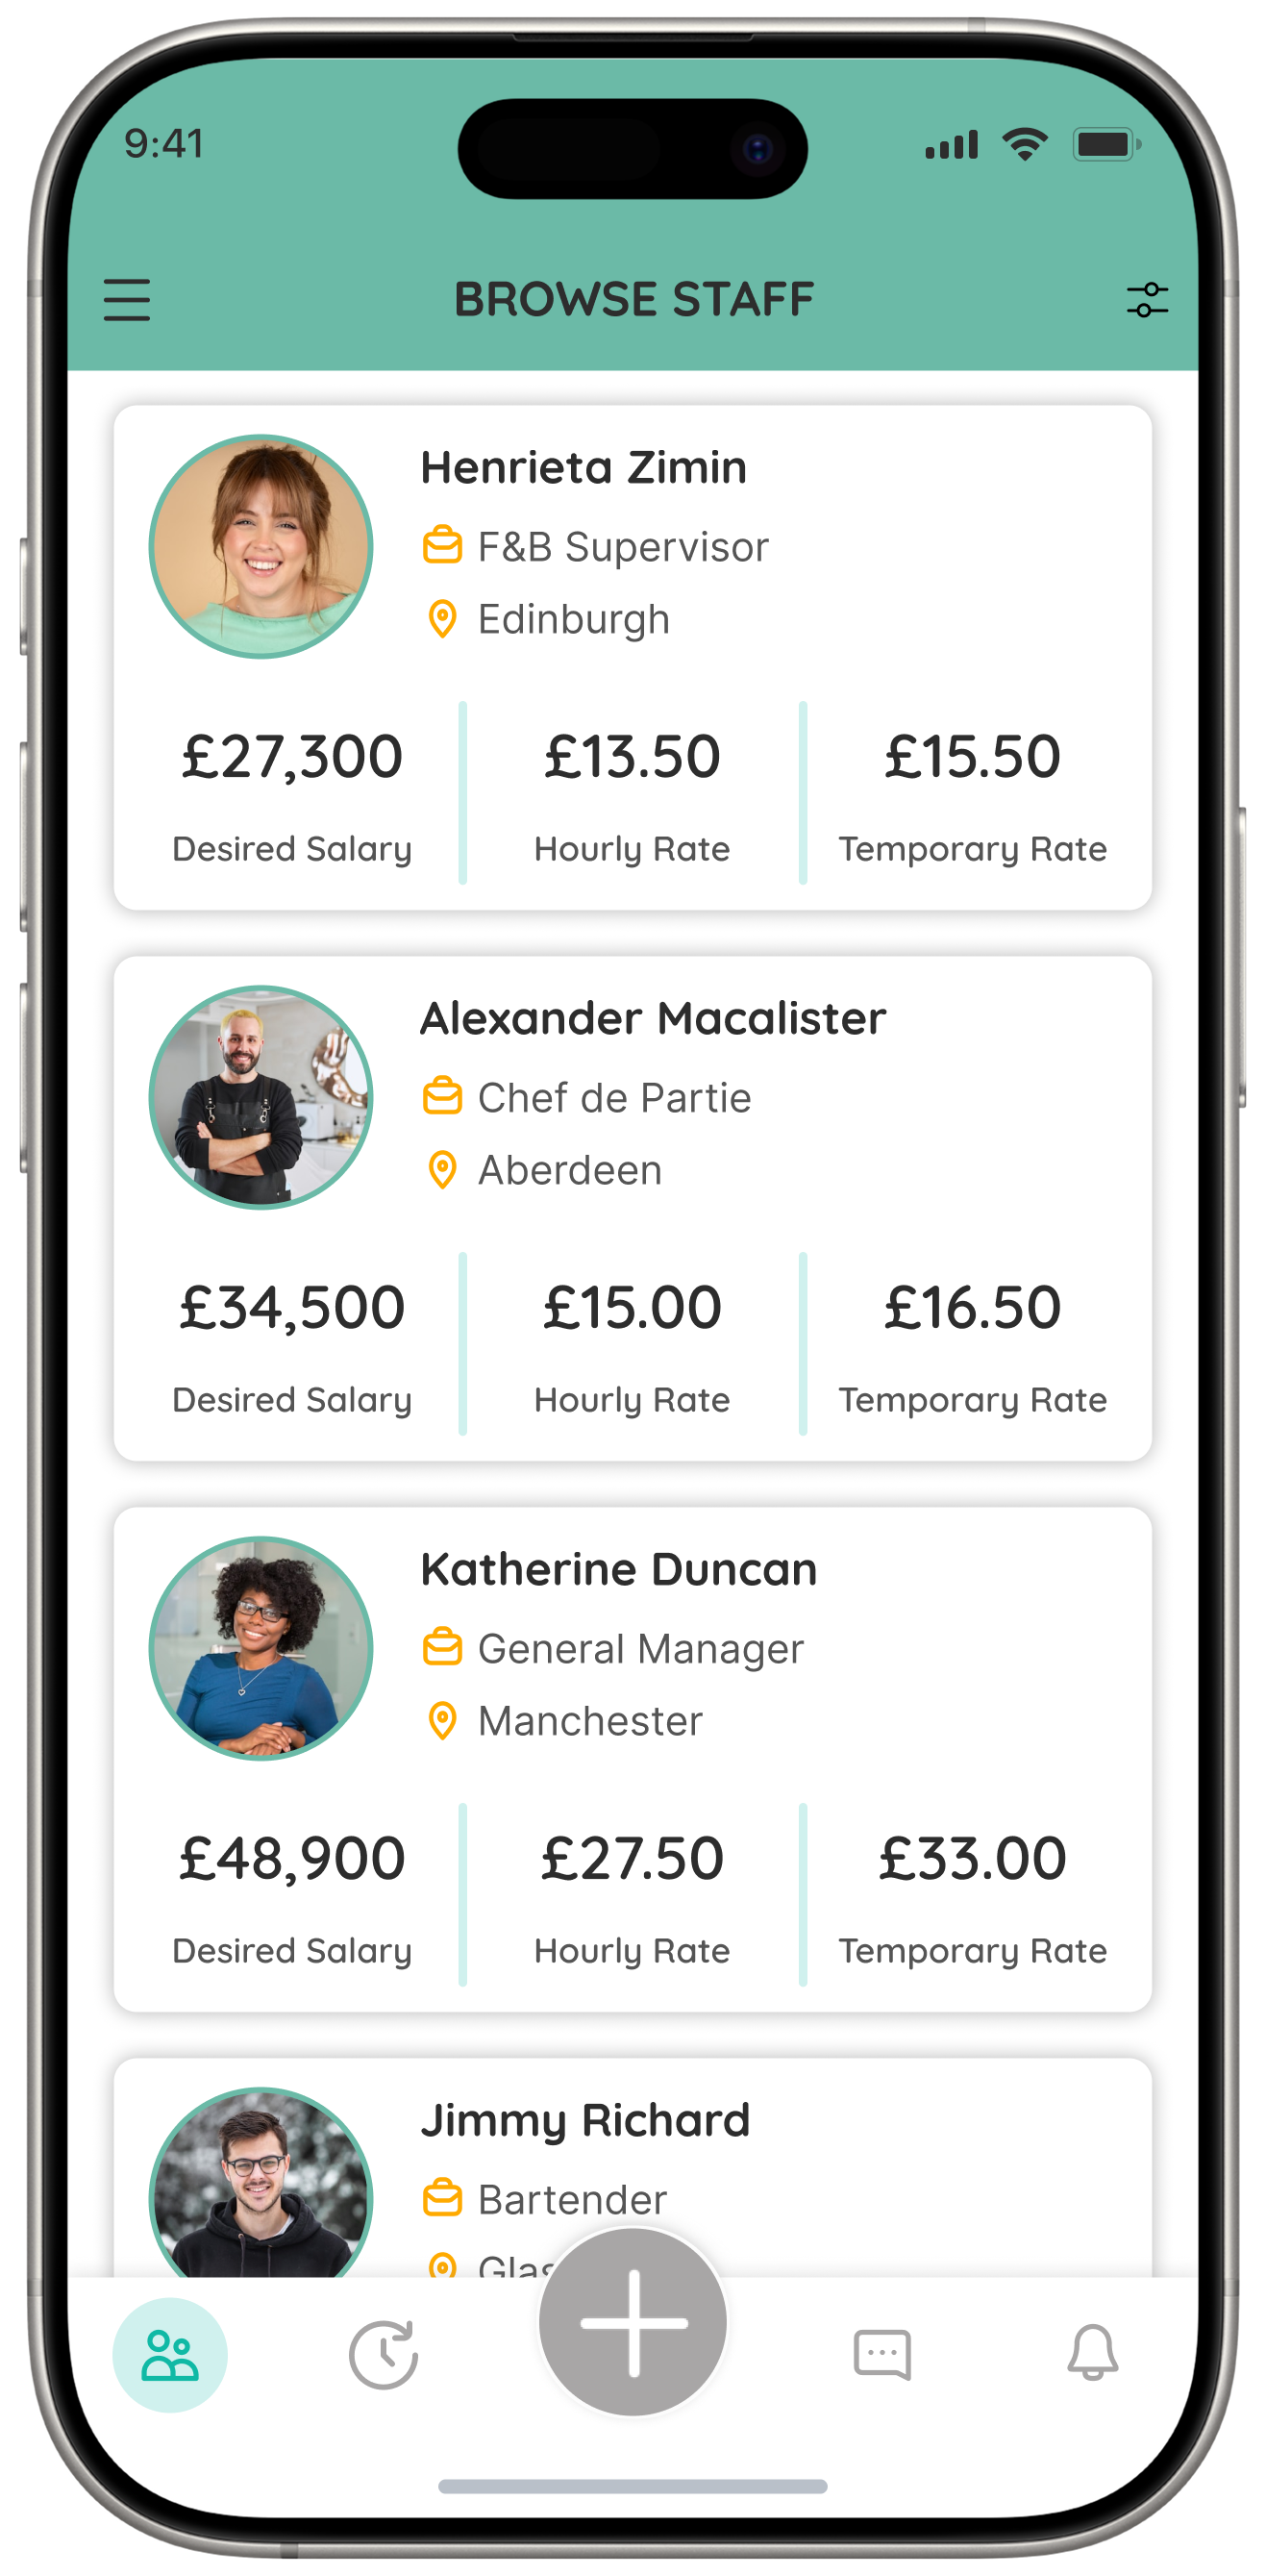 9:41
BROWSE STAFF
Henrieta Zimin
F&B Supervisor
Edinburgh
£27,300 £13.50 £15.50
Desired Salary Hourly Rate Temporary Rate
Alexander Macalister
Chef de Partie
Aberdeen
£34,500 £15.00 £16.50
Desired Salary Hourly Rate Temporary Rate
Katherine Duncan
General Manager
Manchester
£48,900 £27.50 £33.00
Desired Salary Hourly Rate Temporary Rate
Jimmy Richard
Bartender